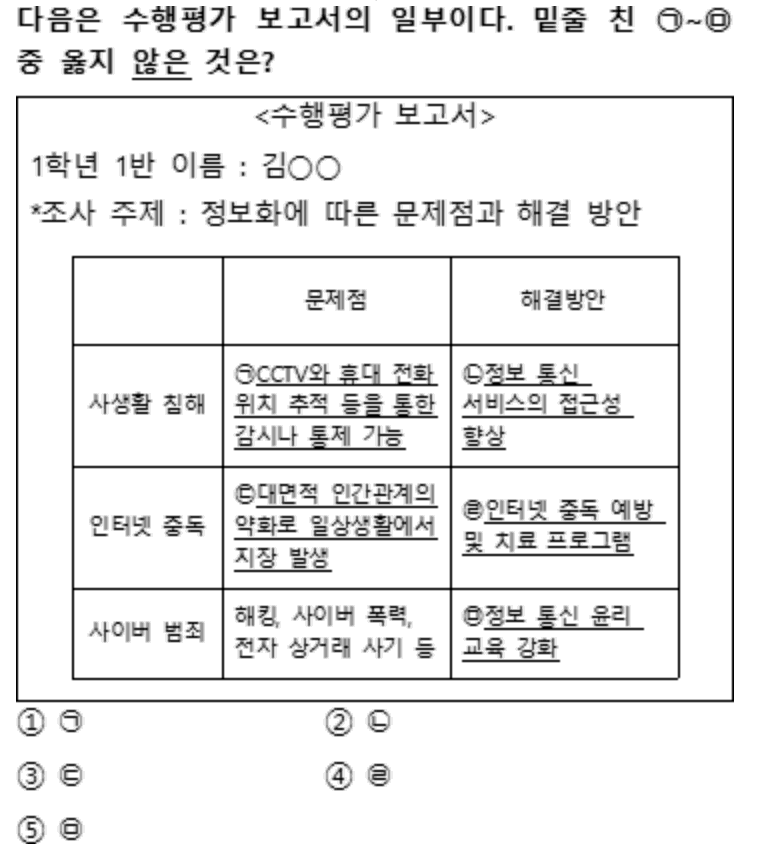 다음은 수행평가 보고서의 일부이다. 밑줄 친 ㉠~㉤
중 옳지 않은 것은?
<수행평가 보고서>
1학년 1반 이름 : 김○○
*조사 주제 : 정보화에 따른 문제점과 해결 방안
문제점 해결방안
사생활 침해
㉠CCTV와 휴대 전화
위치 추적 등을 통한
감시나 통제 가능
㉡정보 통신
서비스의 접근성
향상
인터넷 중독
㉢대면적 인간관계의
약화로 일상생활에서
지장 발생
㉣인터넷 중독 예방
및 치료 프로그램
사이버 범죄
해킹, 사이버 폭력,
전자 상거래 사기 등
㉤정보 통신 윤리
교육 강화
① ㉠ ② ㉡
③ ㉢ ④ ㉣
⑤ ㉤